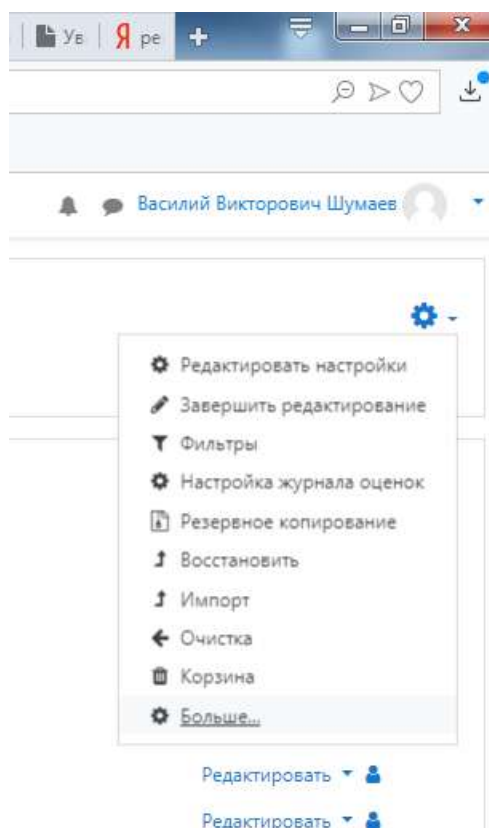 Ув Я ре
Василий Викторович Шумаев
Редактировать настройки
Завершить редактирование
Фильтры
Настройка журнала оценок
Резервное копирование
Восстановить
Импорт
Очистка
Корзина
Больше...
Редактировать
Редактировать